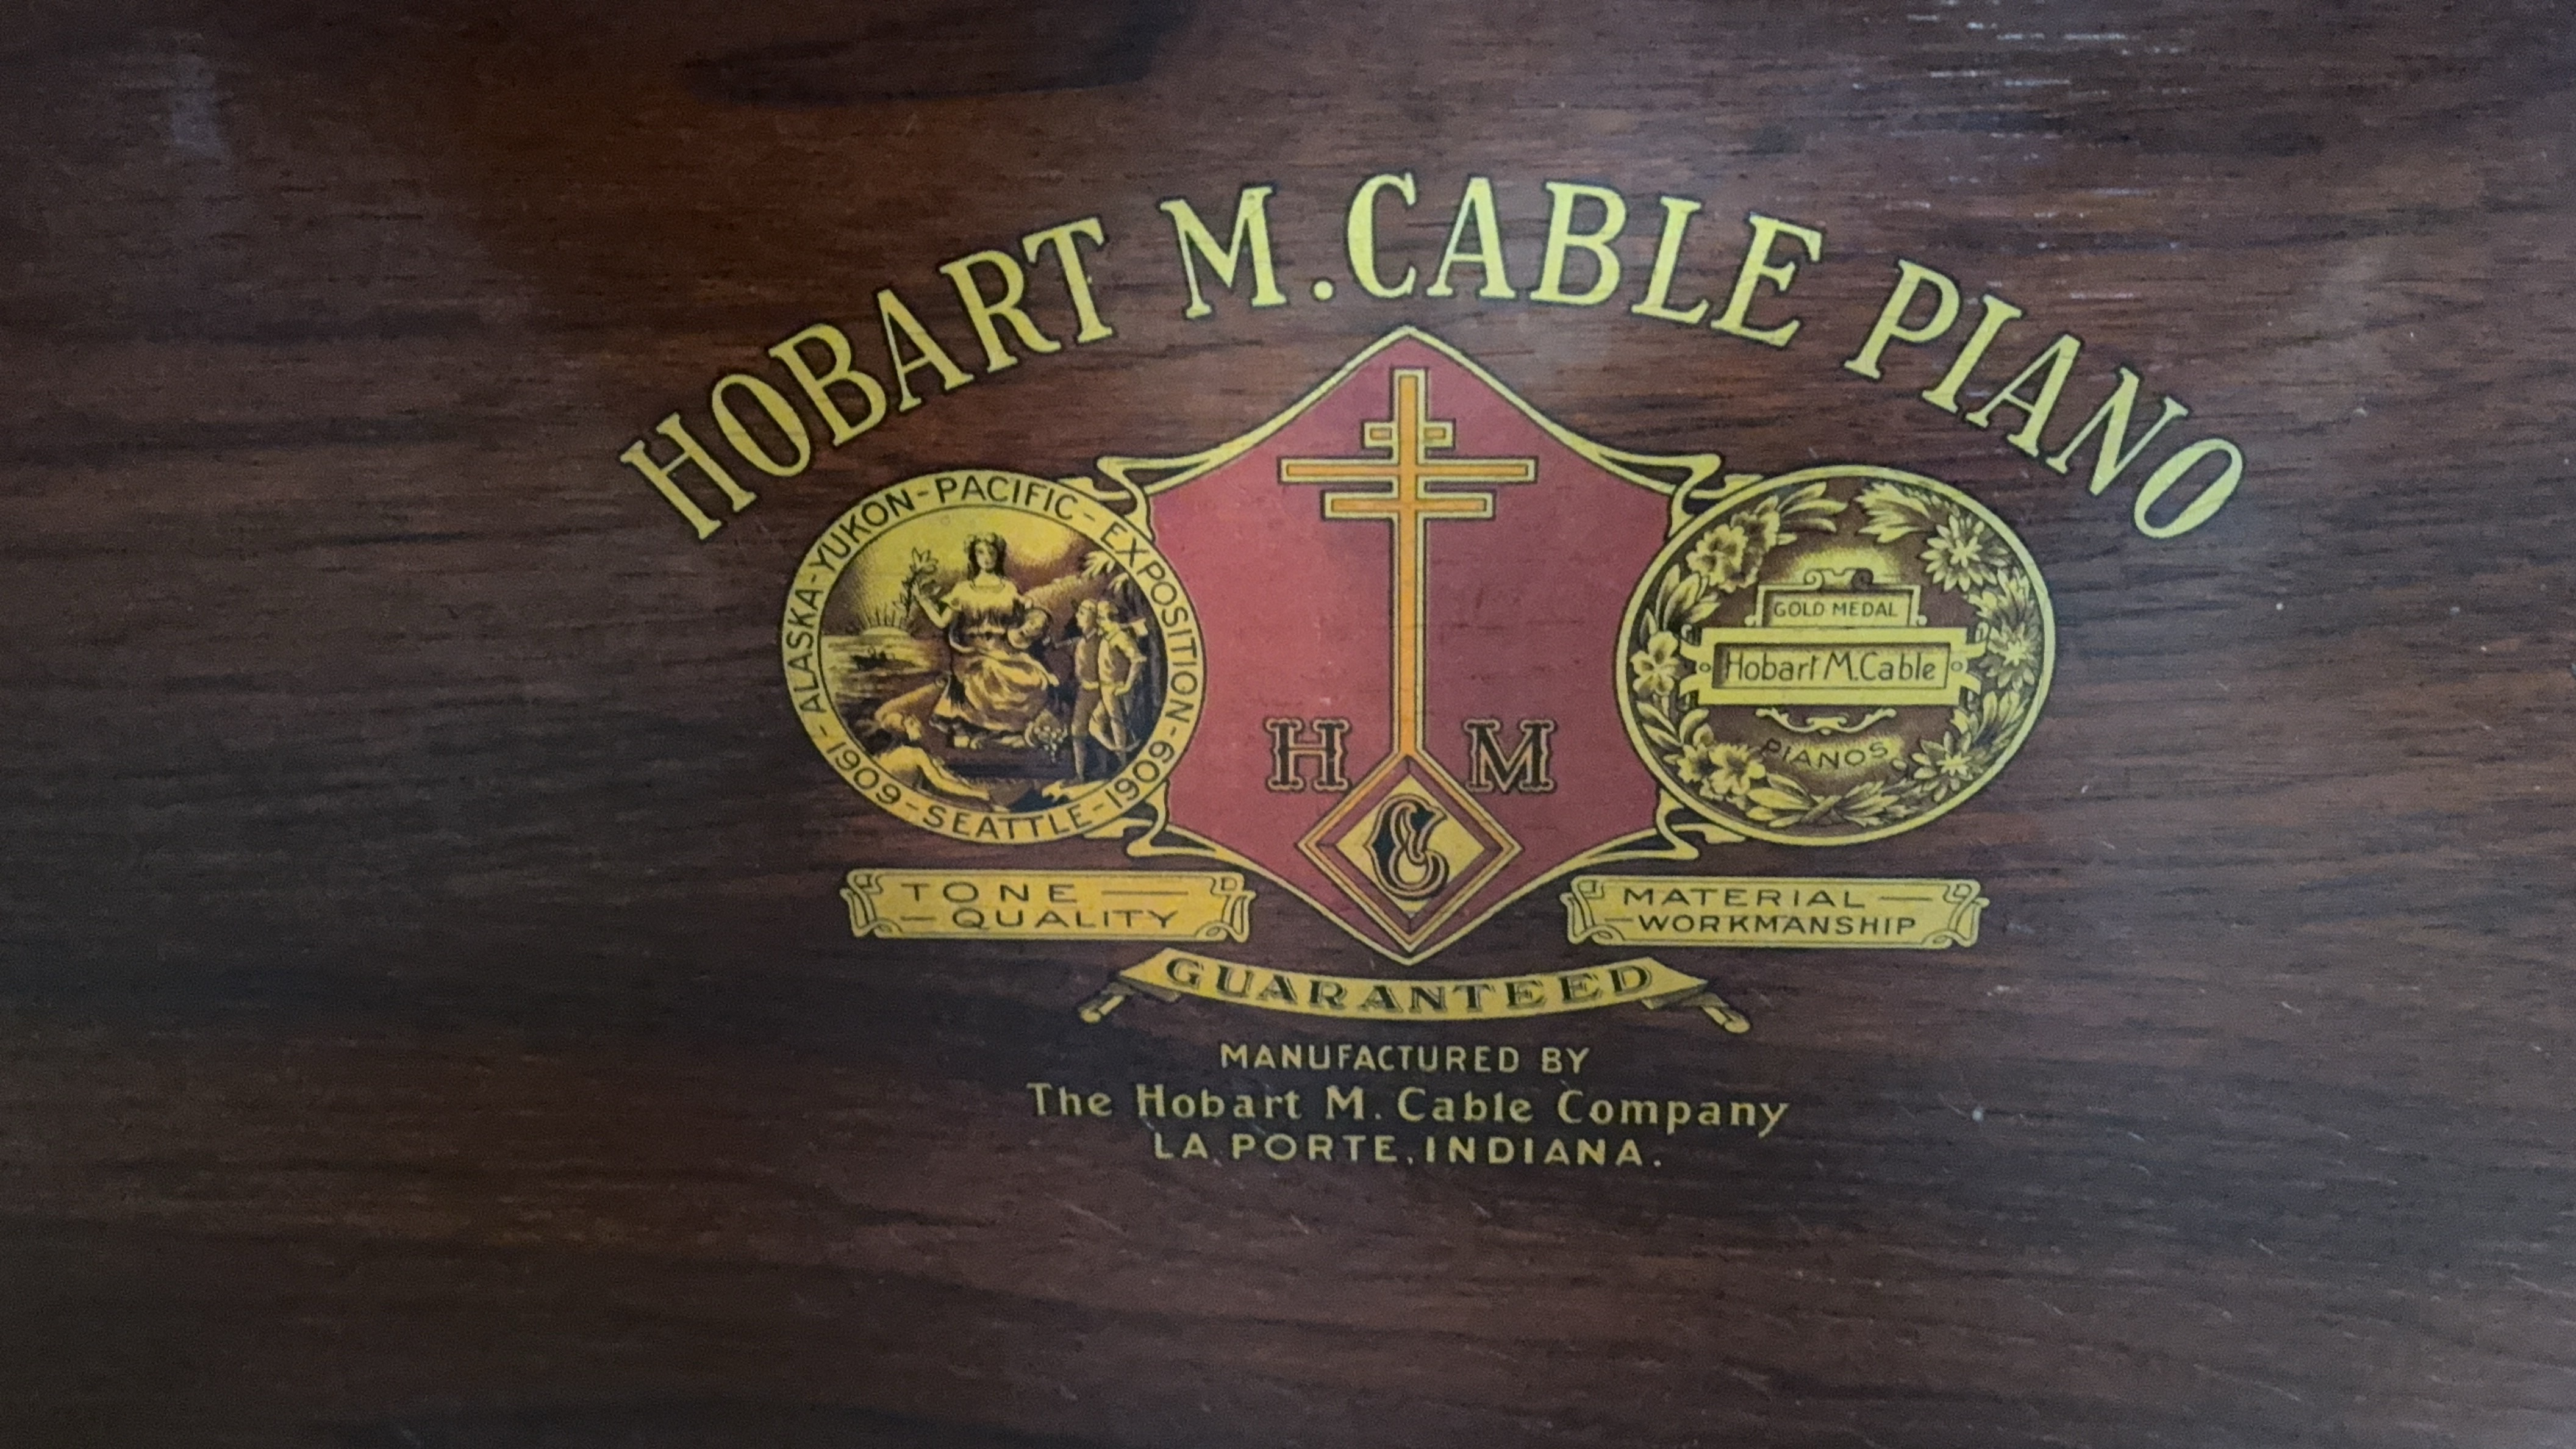 HOBART M. CABLE PIANO
ALASKA-YUKON-PACIFIC-EXPOSITION-
-1909-SEATTLE-1909-
GOLD MEDAL
Hobart M. Cable
PIANOS
H M
C
TONE
QUALITY
MATERIAL
WORKMANSHIP
GUARANTEED
MANUFACTURED BY
The Hobart M. Cable Company
LA PORTE, INDIANA.